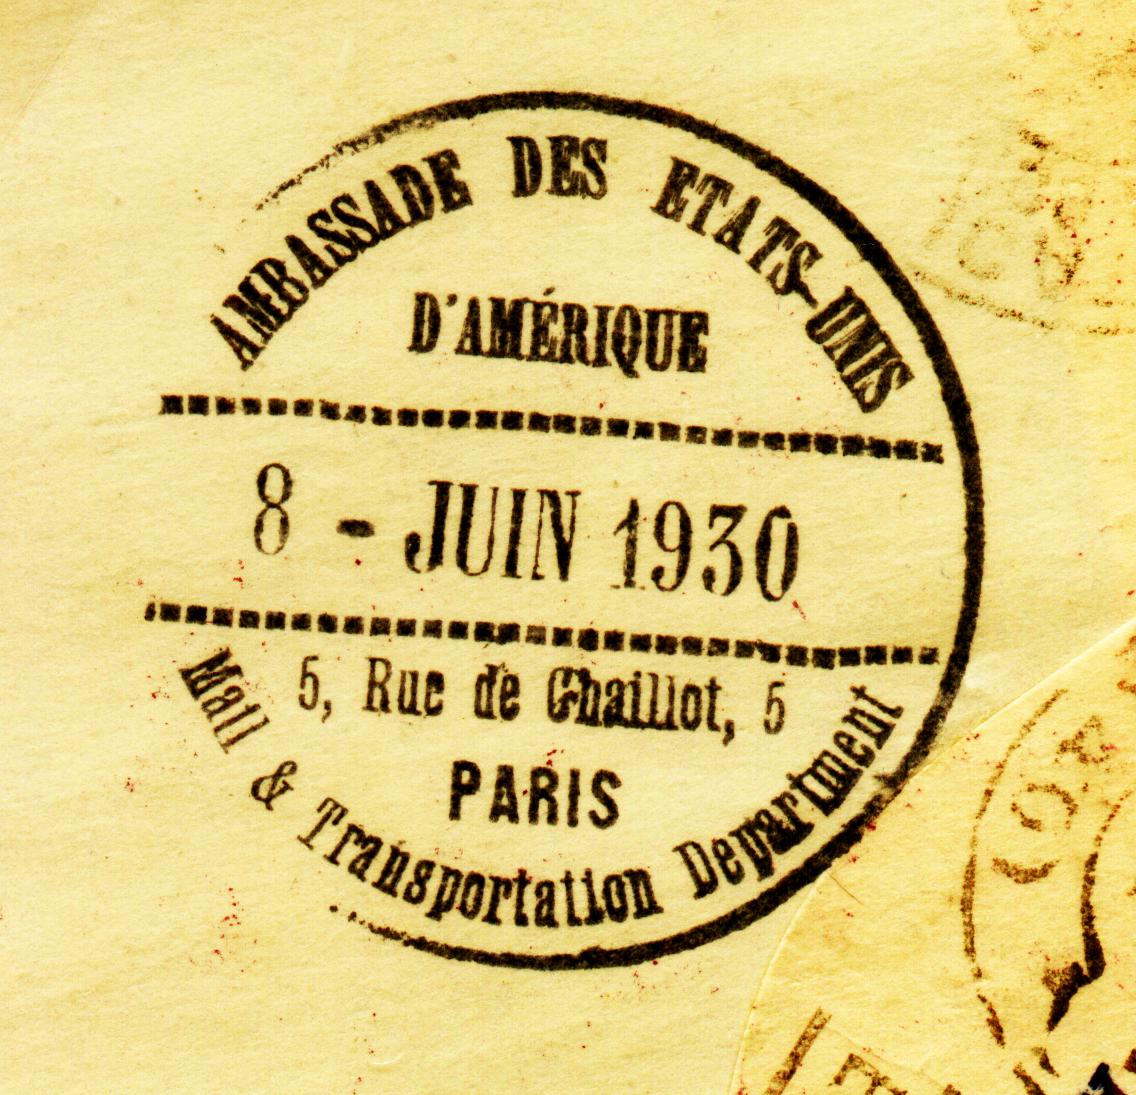 AMBASSADE DES ETATS-UNIS
D'AMÉRIQUE
8 - JUIN 1930
5, Rue de Chaillot, 5
PARIS
Mail & Transportation Department